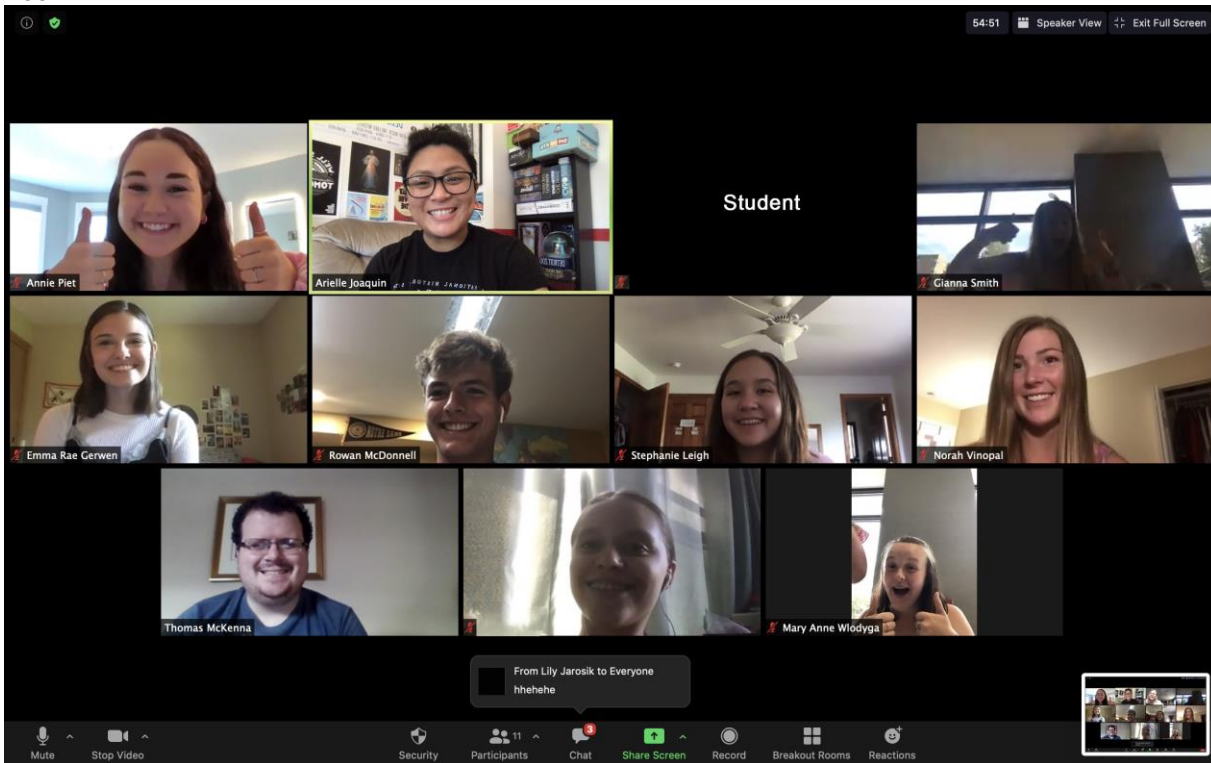 54:51 Speaker View Exit Full Screen
Student
Annie Piet
Arielle Joaquin
Gianna Smith
Emma Rae Gerwen
Rowan McDonnell
Stephanie Leigh
Norah Vinopal
Thomas McKenna
Mary Anne Wlodyga
From Lily Jarosik to Everyone
hhehehe
Mute
Stop Video
Security
Participants 11
Chat 3
Share Screen
Record
Breakout Rooms
Reactions